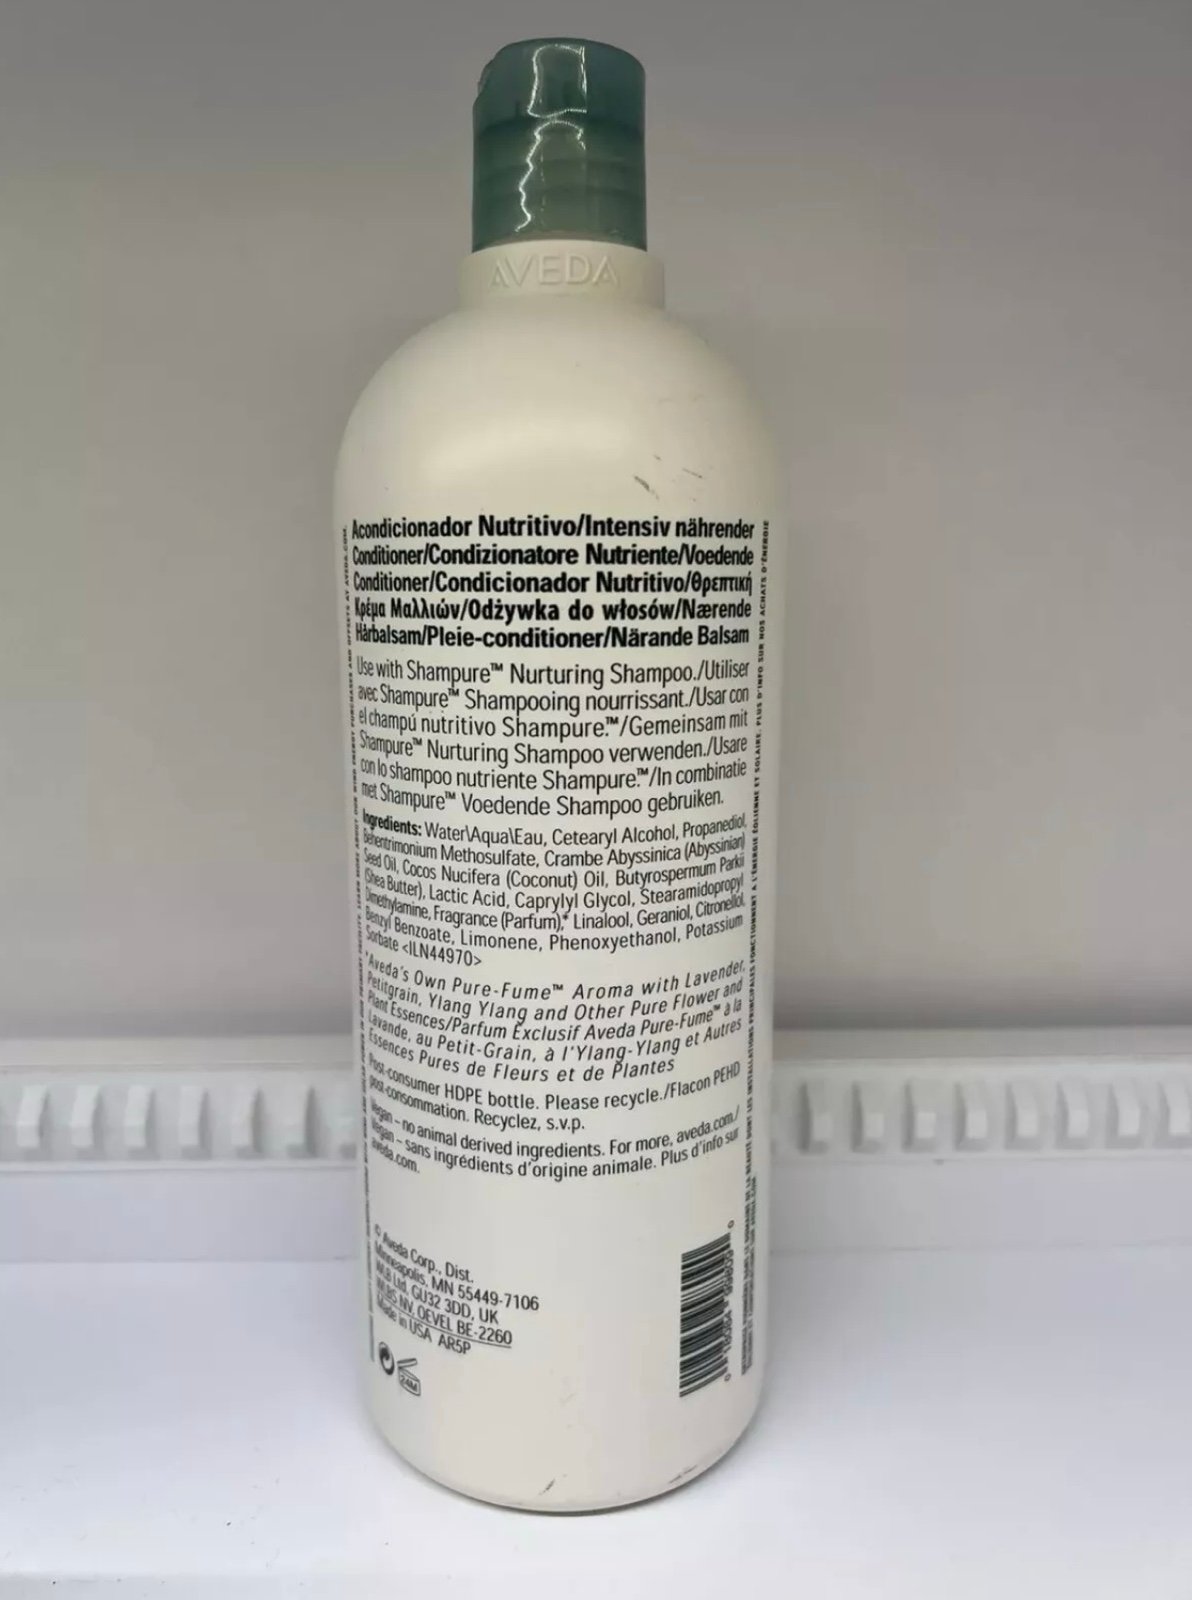 AVEDA
Acondicionador Nutritivo/Intensiv nährender
Conditioner/Condizionatore Nutriente/Voedende
Conditioner/Condicionador Nutritivo/Θρεπτική
Κρέμα Μαλλιών/Odżywka do włosów/Nærende
Hårbalsam/Pleie-conditioner/Närande Balsam
Use with Shampure™ Nurturing Shampoo./Utiliser
avec Shampure™ Shampooing nourrissant./Usar con
el champú nutritivo Shampure.™/Gemeinsam mit
Shampure™ Nurturing Shampoo verwenden./Usare
con lo shampoo nutriente Shampure.™/In combinatie
met Shampure™ Voedende Shampoo gebruiken.
Ingredients: Water\Aqua\Eau, Cetearyl Alcohol, Propanediol,
Behentrimonium Methosulfate, Crambe Abyssinica (Abyssinian)
Seed Oil, Cocos Nucifera (Coconut) Oil, Butyrospermum Parkii
(Shea Butter), Lactic Acid, Caprylyl Glycol, Stearamidopropyl
Dimethylamine, Fragrance (Parfum),* Linalool, Geraniol, Citronellol,
Benzyl Benzoate, Limonene, Phenoxyethanol, Potassium
Sorbate <ILN44970>
*Aveda's Own Pure-Fume™ Aroma with Lavender,
Petitgrain, Ylang Ylang and Other Pure Flower and
Plant Essences/Parfum Exclusif Aveda Pure-Fume™ à la
Lavande, au Petit-Grain, à l'Ylang-Ylang et Autres
Essences Pures de Fleurs et de Plantes
Post-consumer HDPE bottle. Please recycle./Flacon PEHD
post-consommation. Recyclez, s.v.p.
Vegan – no animal derived ingredients. For more, aveda.com./
Vegan – sans ingrédients d'origine animale. Plus d'info sur
aveda.com.
© Aveda Corp., Dist.
Minneapolis, MN 55449-7106
WLB Ltd. GU32 3DD, UK
WLBS NV, OEVEL BE-2260
Made in USA AR5P
24M